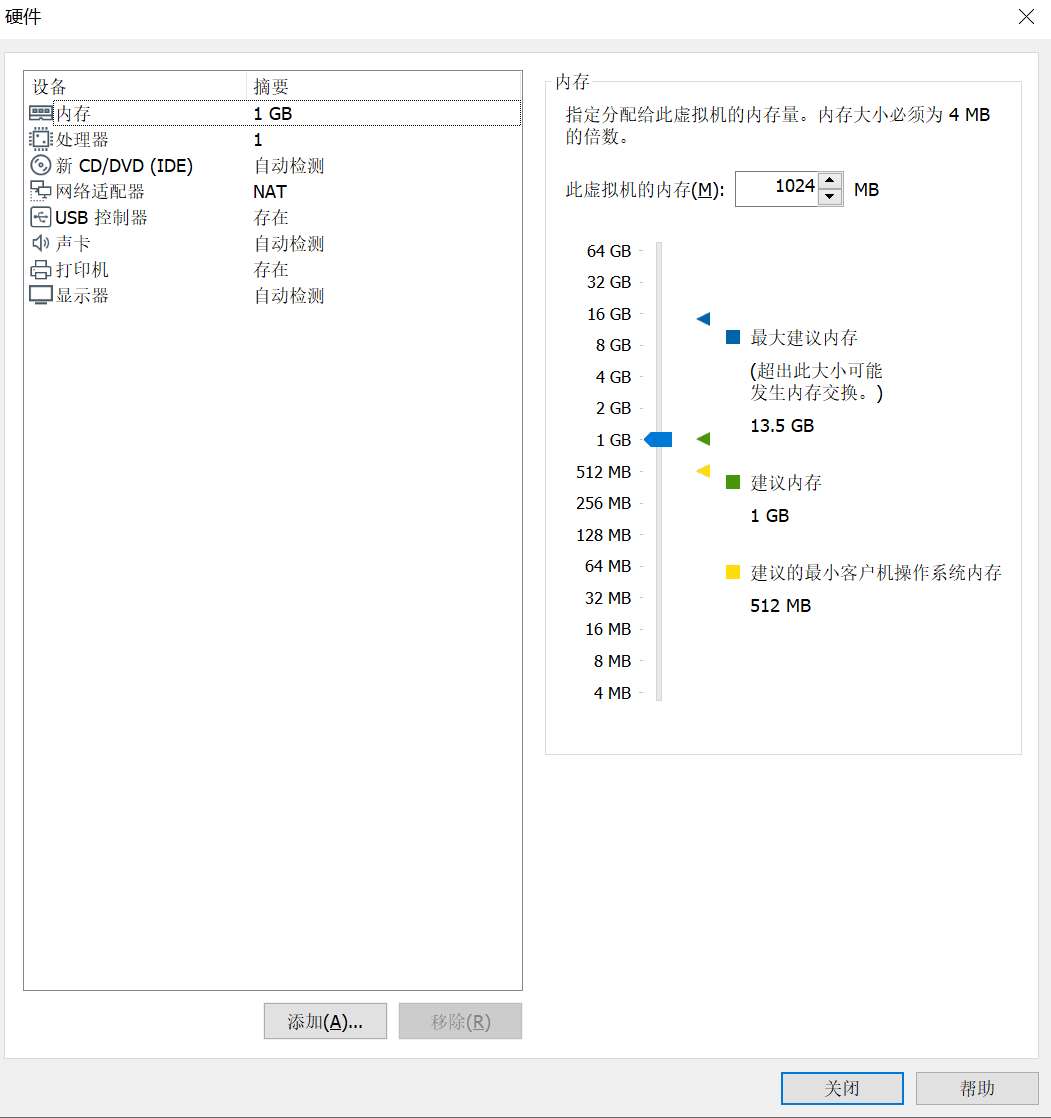 硬件
设备 摘要
内存 1 GB
处理器 1
新 CD/DVD (IDE) 自动检测
网络适配器 NAT
USB 控制器 存在
声卡 自动检测
打印机 存在
显示器 自动检测
添加(A)... 移除(R)
内存
指定分配给此虚拟机的内存量。内存大小必须为 4 MB
的倍数。
此虚拟机的内存(M): 1024 MB
64 GB
32 GB
16 GB
8 GB
4 GB
2 GB
1 GB
512 MB
256 MB
128 MB
64 MB
32 MB
16 MB
8 MB
4 MB
最大建议内存
(超出此大小可能
发生内存交换。)
13.5 GB
建议内存
1 GB
建议的最小客户机操作系统内存
512 MB
关闭 帮助